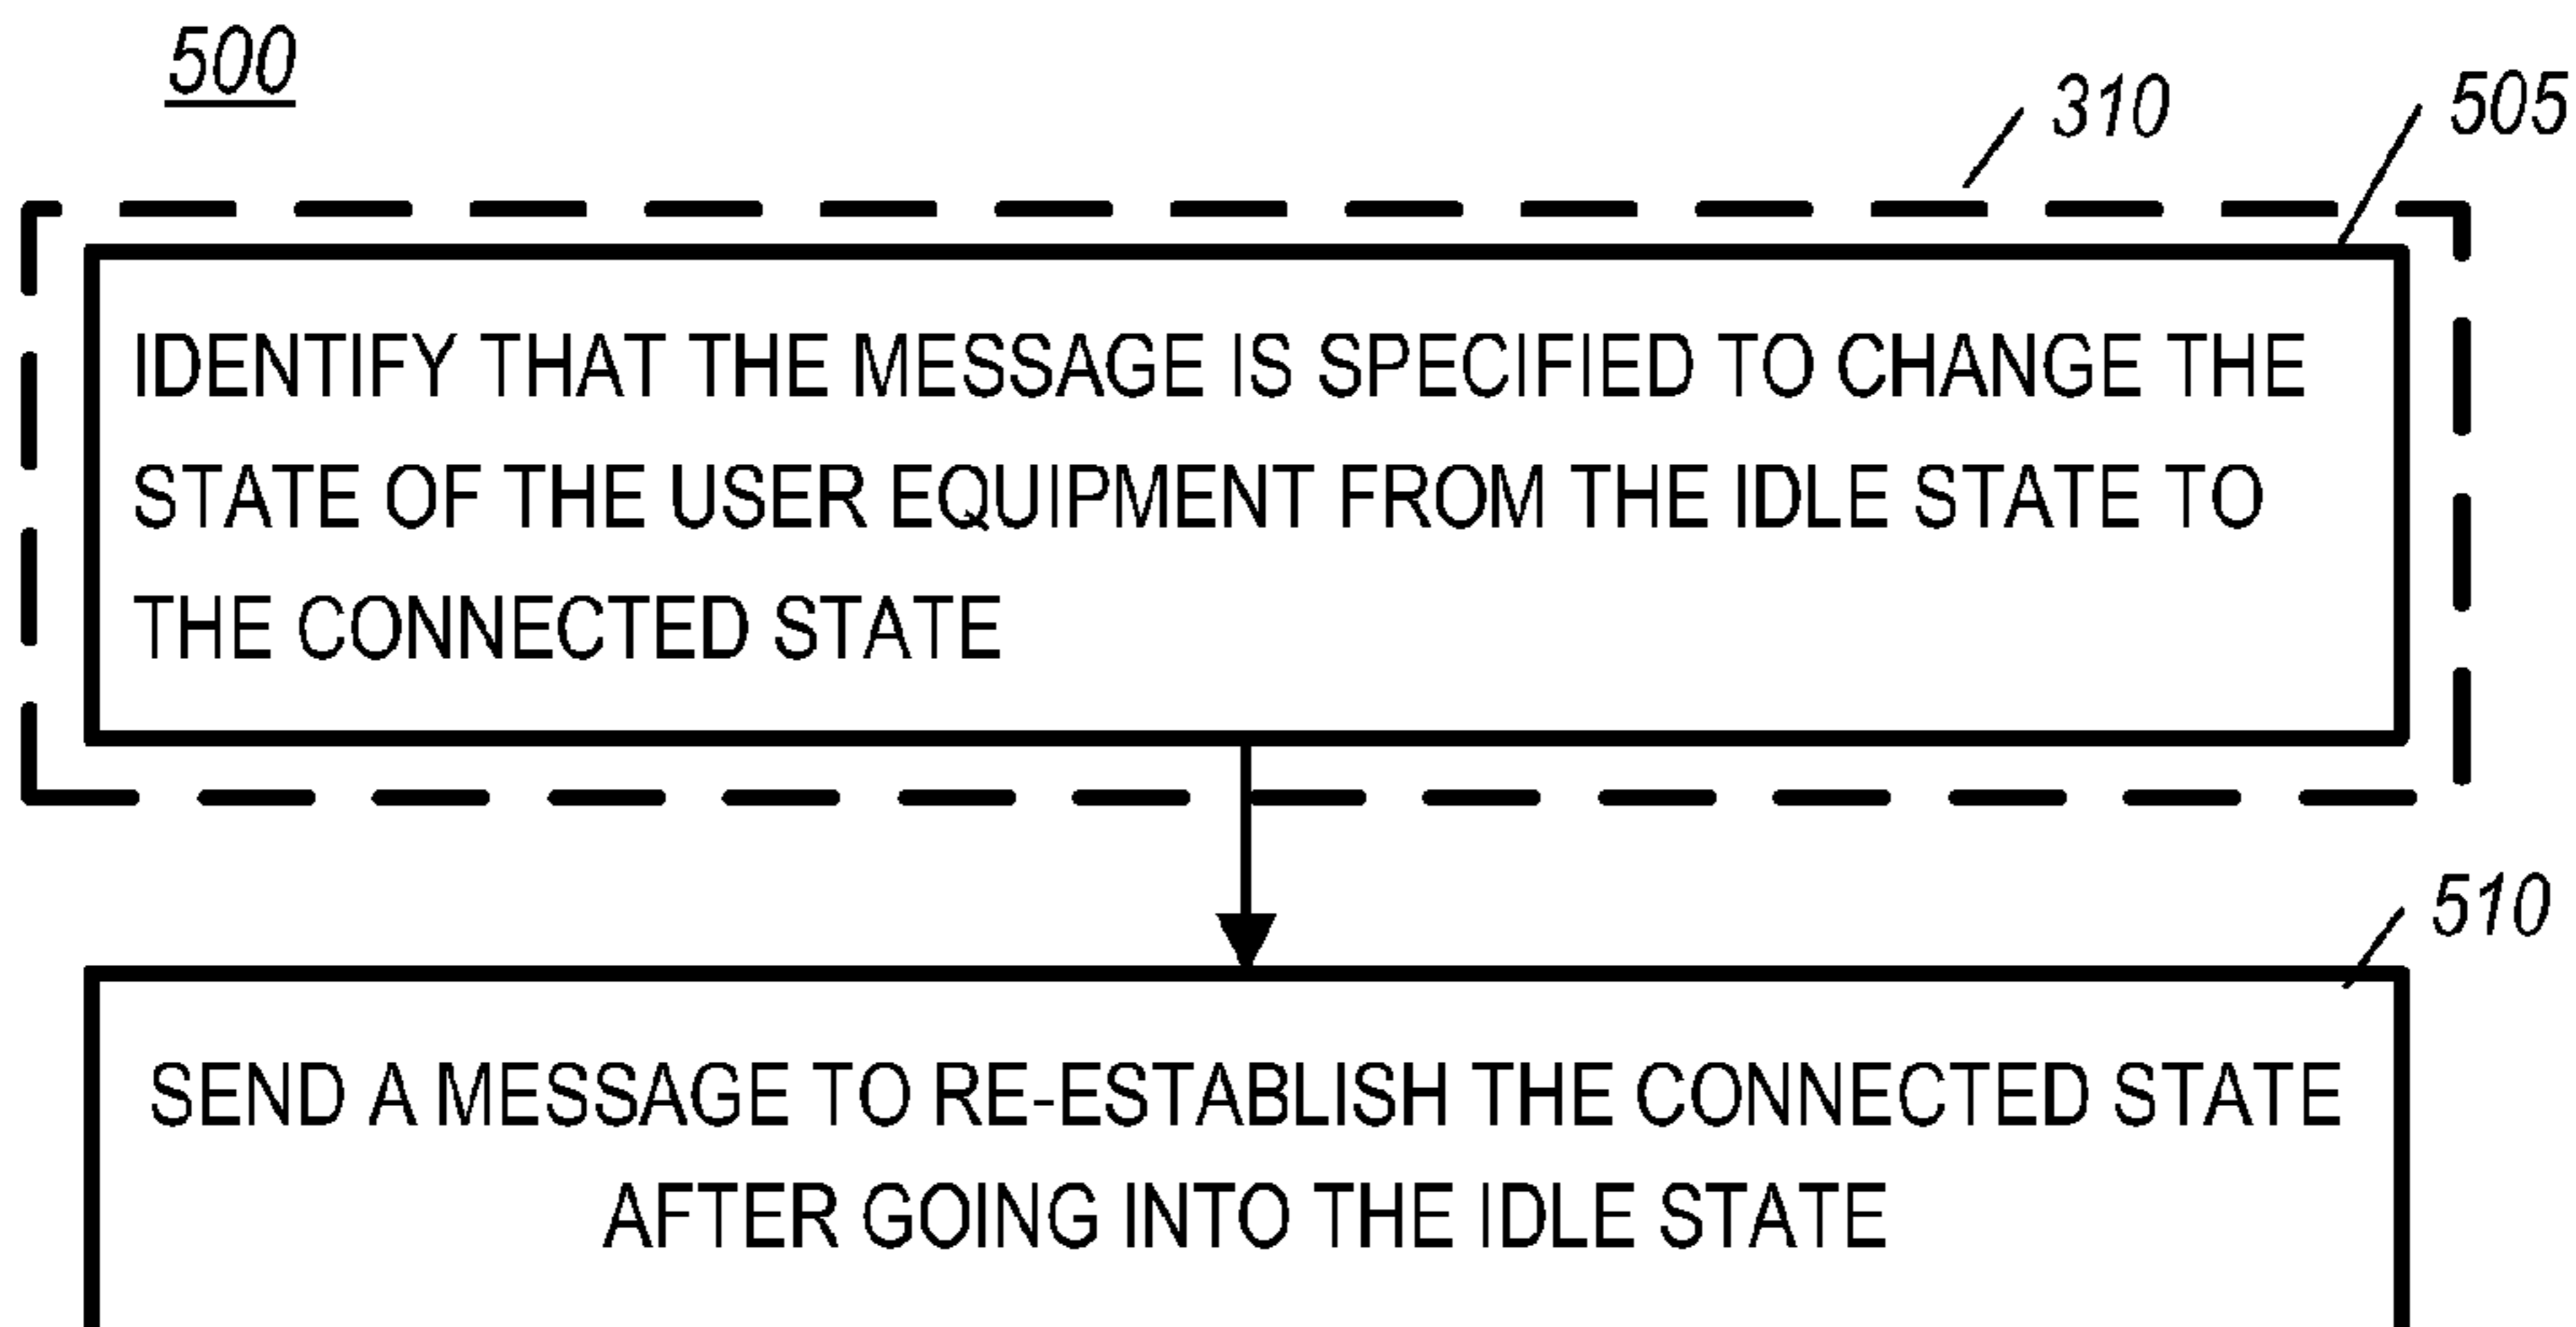 500
310
505
IDENTIFY THAT THE MESSAGE IS SPECIFIED TO CHANGE THE
STATE OF THE USER EQUIPMENT FROM THE IDLE STATE TO
THE CONNECTED STATE
510
SEND A MESSAGE TO RE-ESTABLISH THE CONNECTED STATE
AFTER GOING INTO THE IDLE STATE